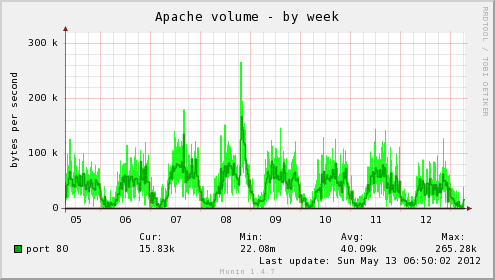 Apache volume - by week
RRDTOOL / TOBI OETIKER
bytes per second
300 k
200 k
100 k
0
05 06 07 08 09 10 11 12
Cur: Min: Avg: Max:
port 80 15.83k 22.08m 40.09k 265.28k
Last update: Sun May 13 06:50:02 2012
Munin 1.4.7